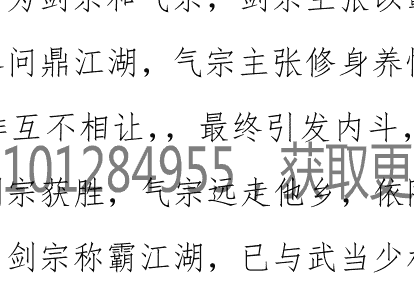 为剑宗和气宗，剑宗主张以
问鼎江湖，气宗主张修身养
互不相让，，最终引发内斗，
101284955，获取更
宗获胜，气宗远走他乡，依
剑宗称霸江湖，已与武当少